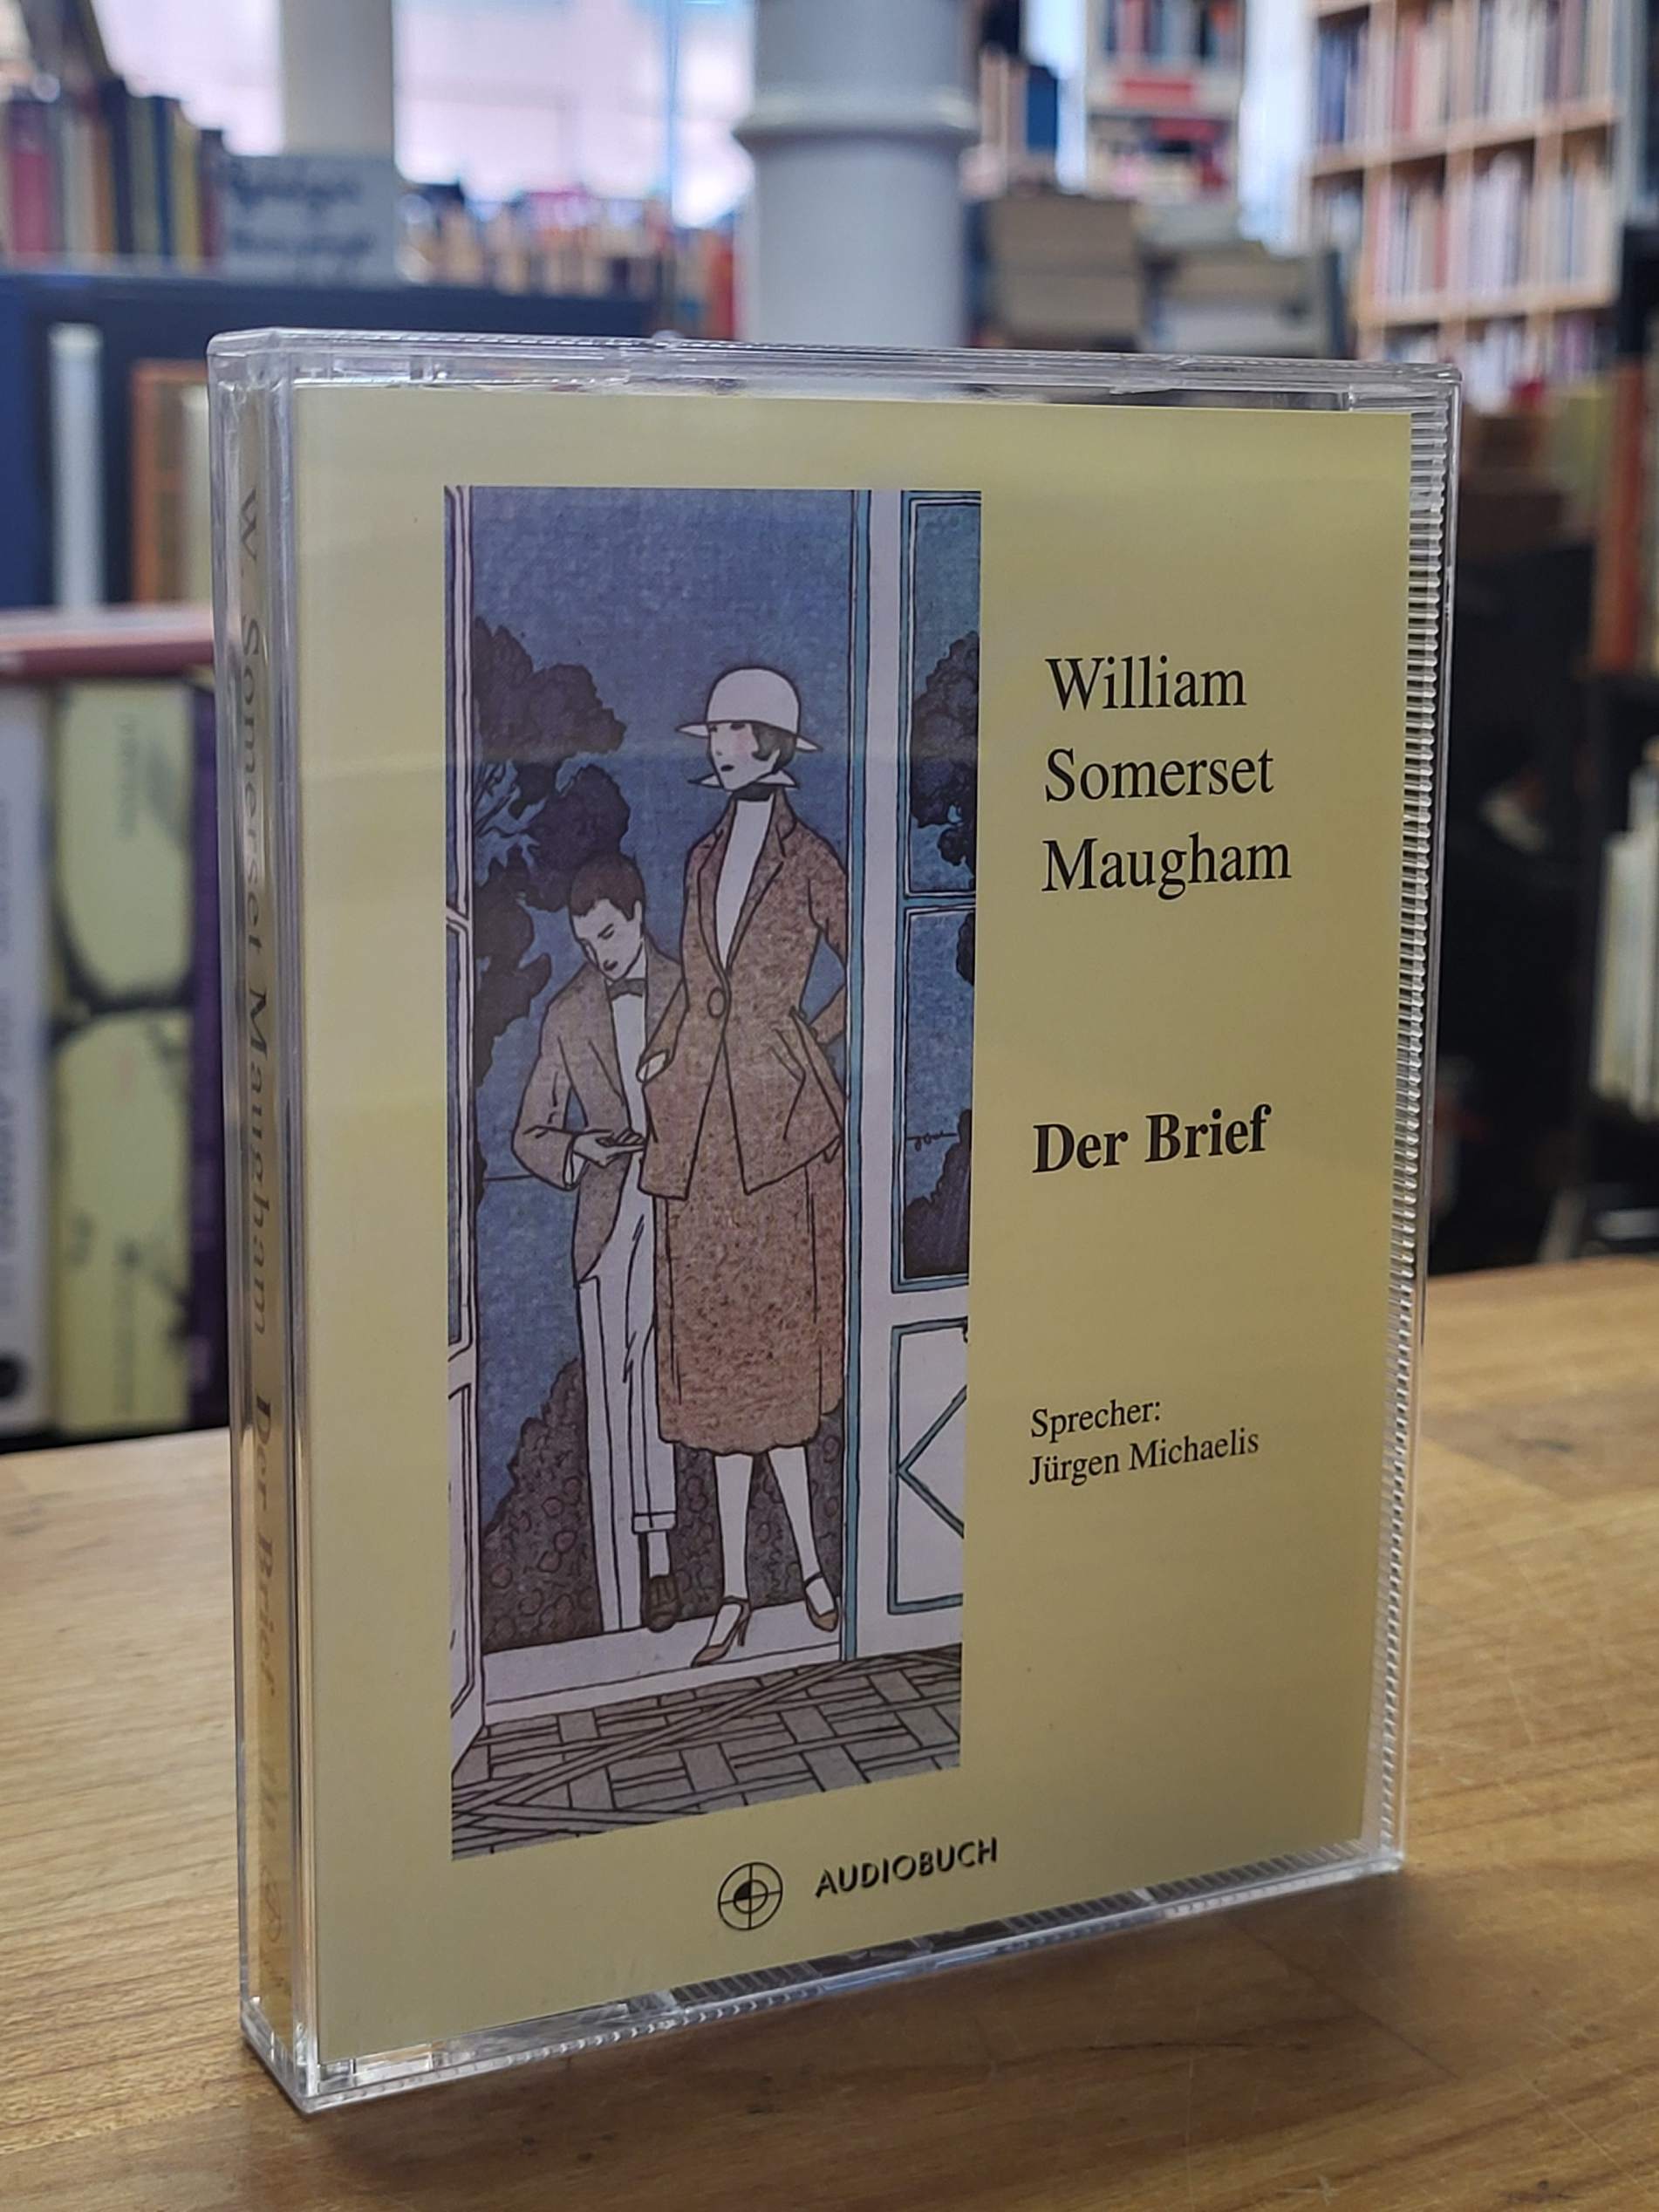 William
Somerset
Maugham
Der Brief
Sprecher:
Jürgen Michaelis
AUDIOBUCH
W. Somerset Maugham Der Brief